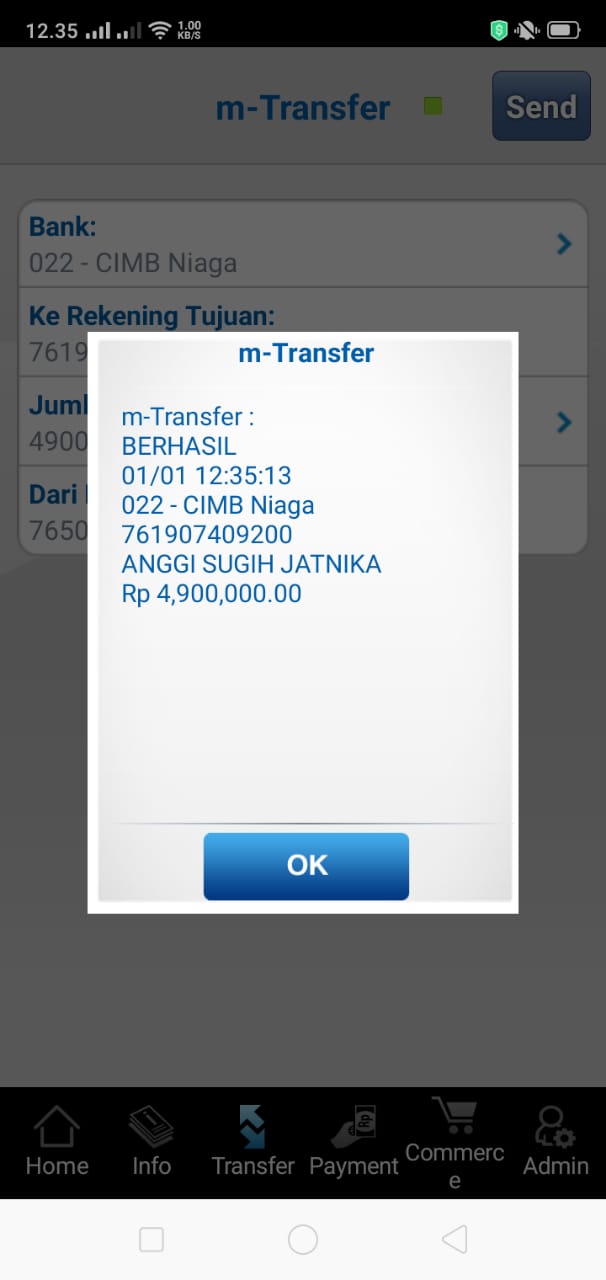 12.35
1.00
KB/S
m-Transfer
Send
Bank:
022 - CIMB Niaga
Ke Rekening Tujuan:
7619
Juml
4900
Dari
7650
m-Transfer
m-Transfer :
BERHASIL
01/01 12:35:13
022 - CIMB Niaga
761907409200
ANGGI SUGIH JATNIKA
Rp 4,900,000.00
OK
Rp
Home
Info
Transfer
Payment
Commerc
e
Admin